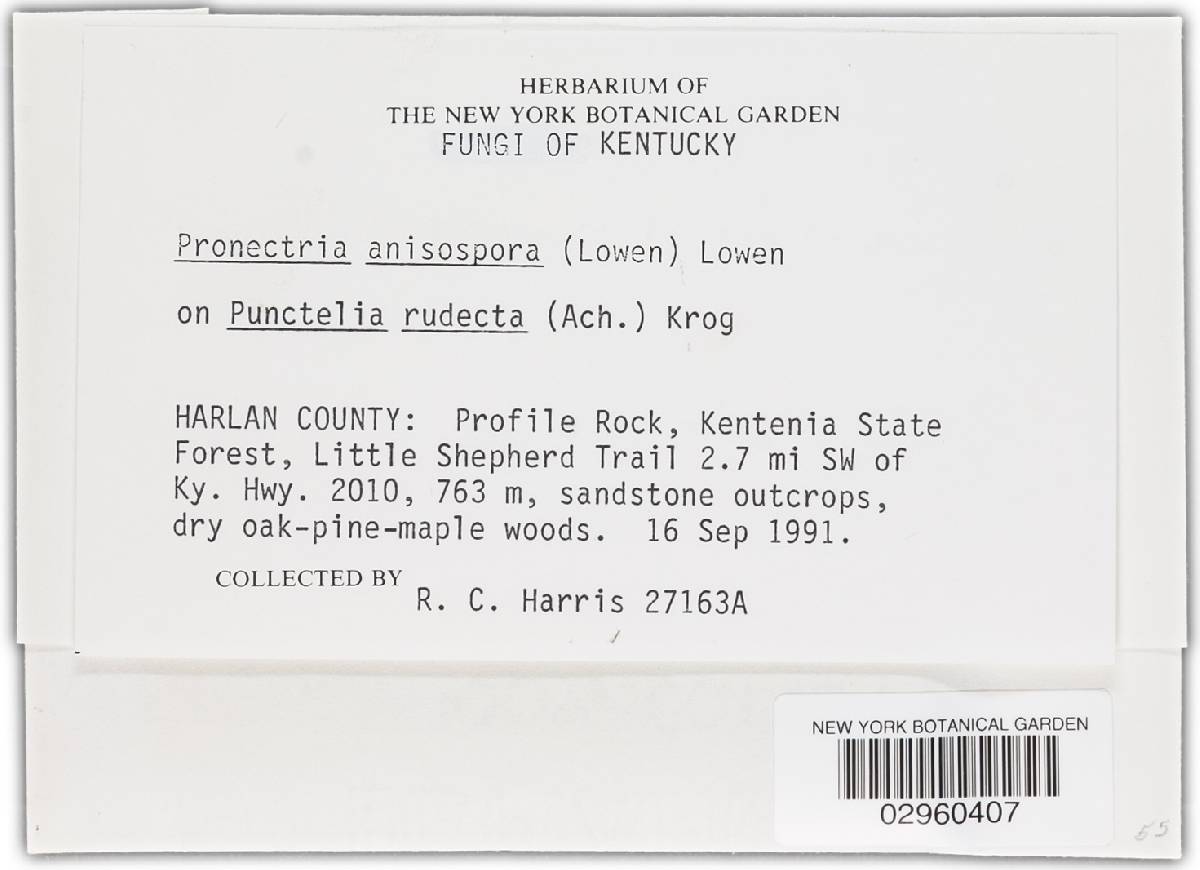 HERBARIUM OF
THE NEW YORK BOTANICAL GARDEN
FUNGI OF KENTUCKY
Pronectria anisospora (Lowen) Lowen
on Punctelia rudecta (Ach.) Krog
HARLAN COUNTY: Profile Rock, Kentenia State
Forest, Little Shepherd Trail 2.7 mi SW of
Ky. Hwy. 2010, 763 m, sandstone outcrops,
dry oak-pine-maple woods. 16 Sep 1991.
COLLECTED BY
R. C. Harris 27163A
NEW YORK BOTANICAL GARDEN
02960407
55